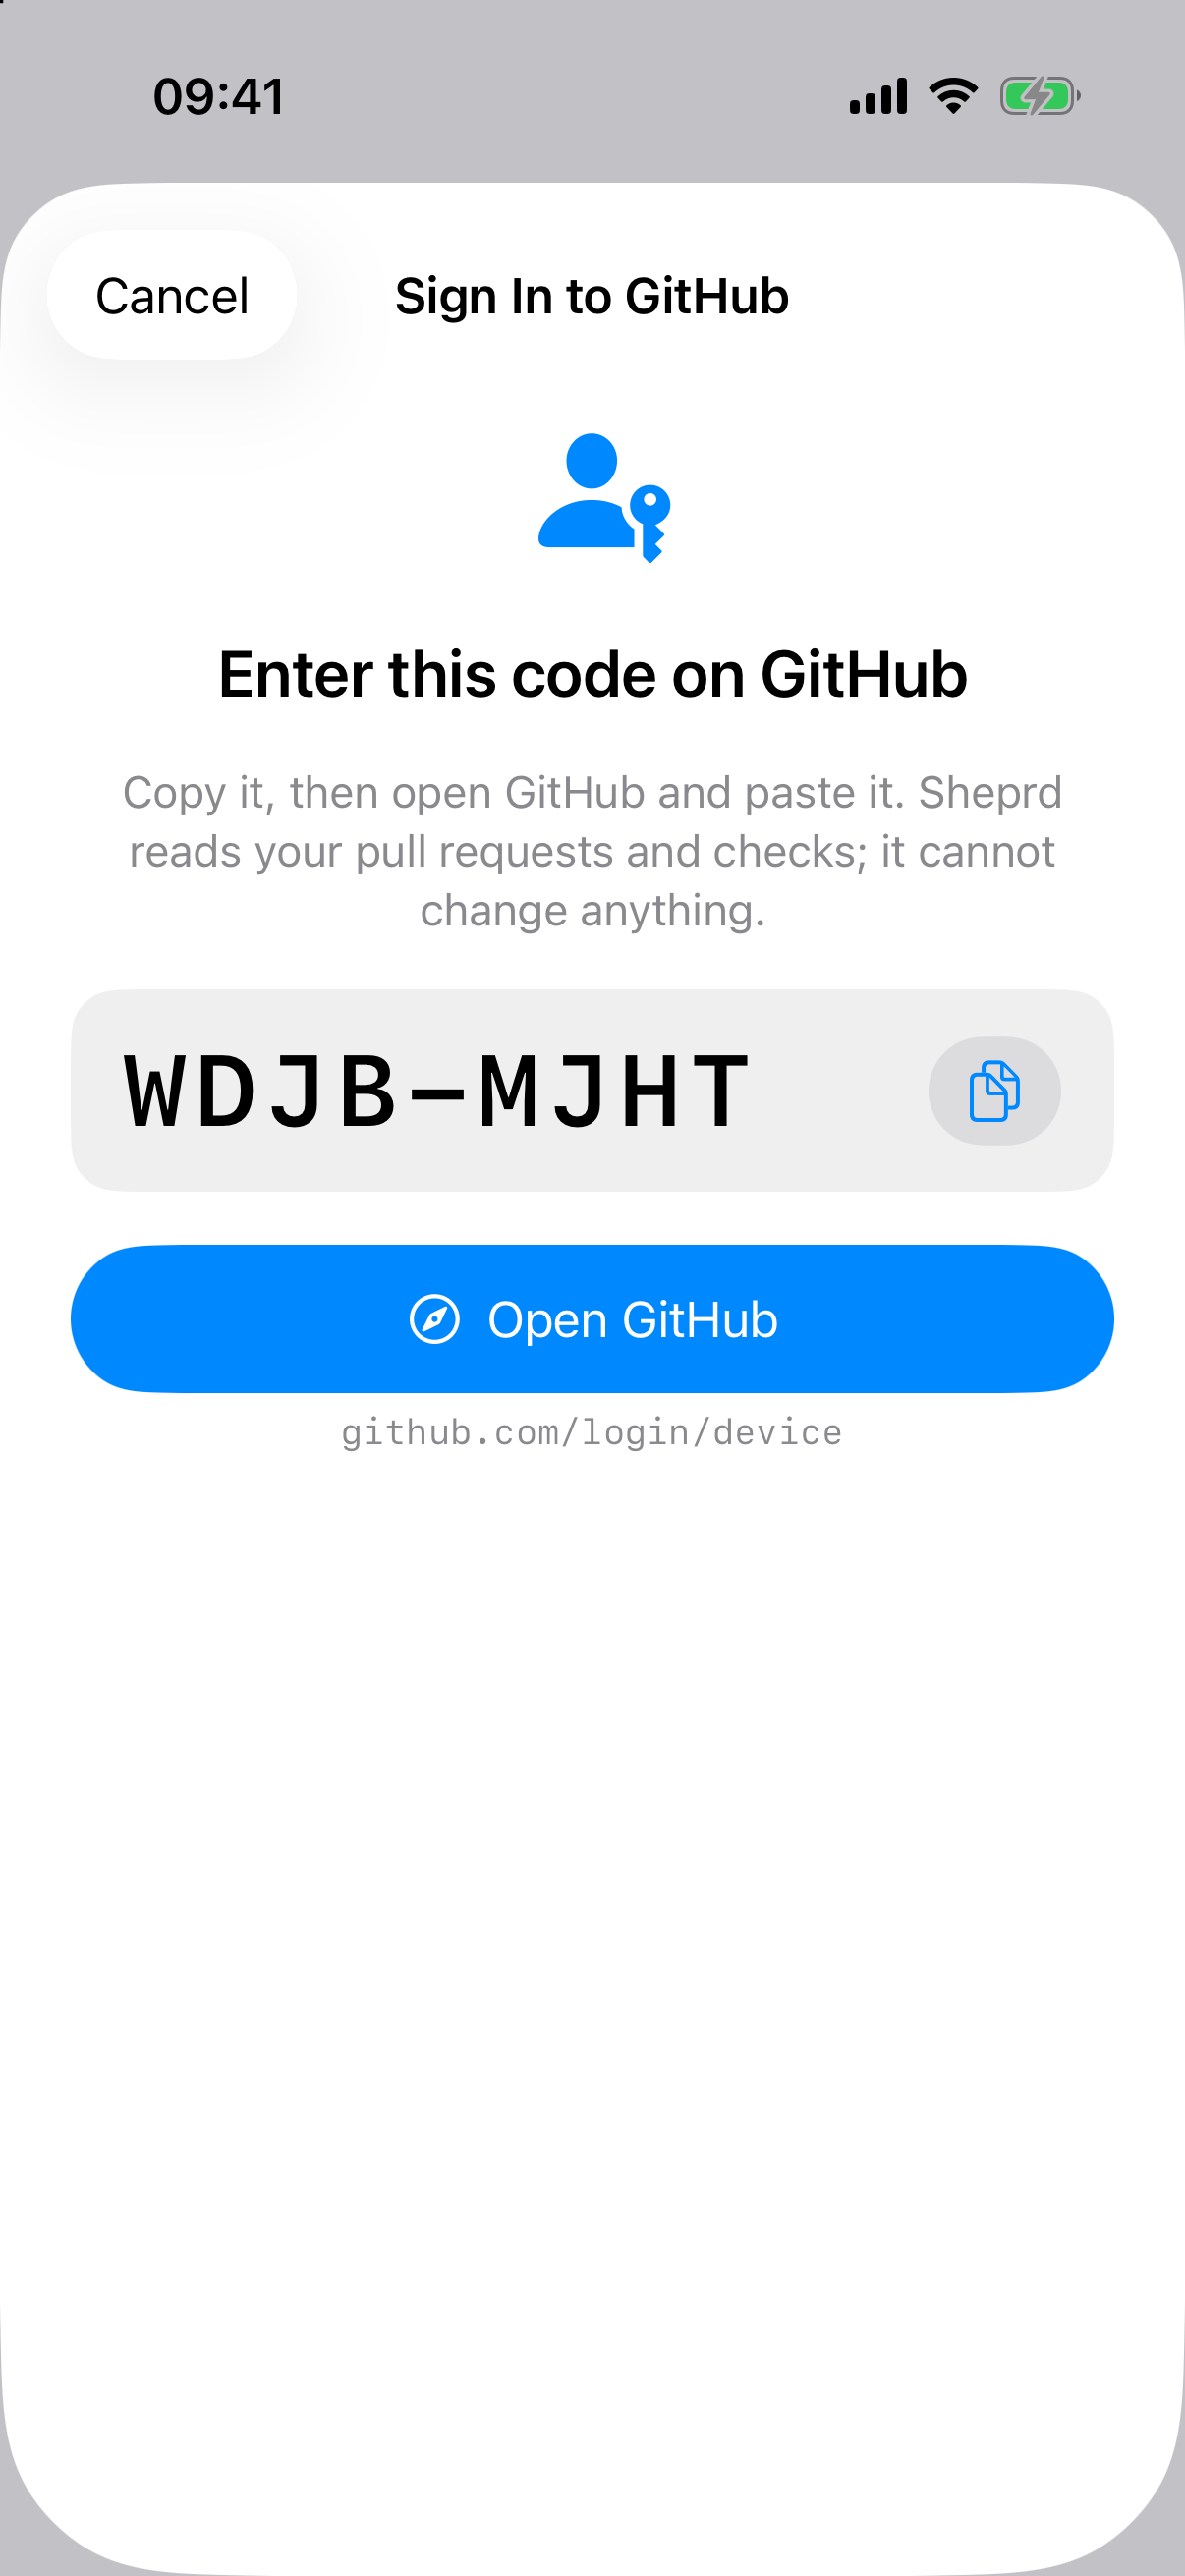 09:41
Cancel
Sign In to GitHub
Enter this code on GitHub
Copy it, then open GitHub and paste it. Sheprd
reads your pull requests and checks; it cannot
change anything.
WDJB-MJHT
Open GitHub
github.com/login/device